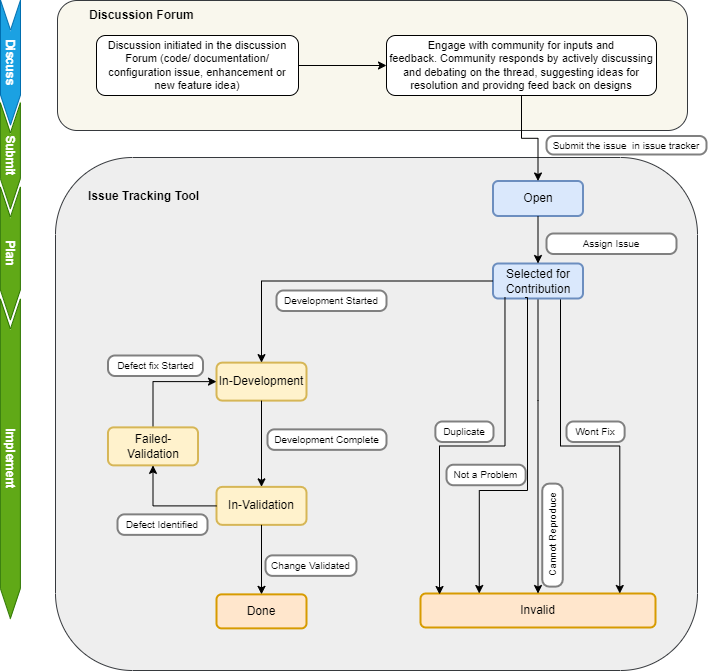 Discuss
Submit
Plan
Implement
Discussion Forum
Discussion initiated in the discussion
Forum (code/ documentation/
configuration issue, enhancement or
new feature idea)
Engage with community for inputs and
feedback. Community responds by actively discussing
and debating on the thread, suggesting ideas for
resolution and providng feed back on designs
Submit the issue in issue tracker
Issue Tracking Tool
Open
Assign Issue
Selected for
Contribution
Development Started
Defect fix Started
In-Development
Failed-
Validation
Development Complete
Duplicate
Wont Fix
Not a Problem
Cannot Reproduce
In-Validation
Defect Identified
Change Validated
Done
Invalid